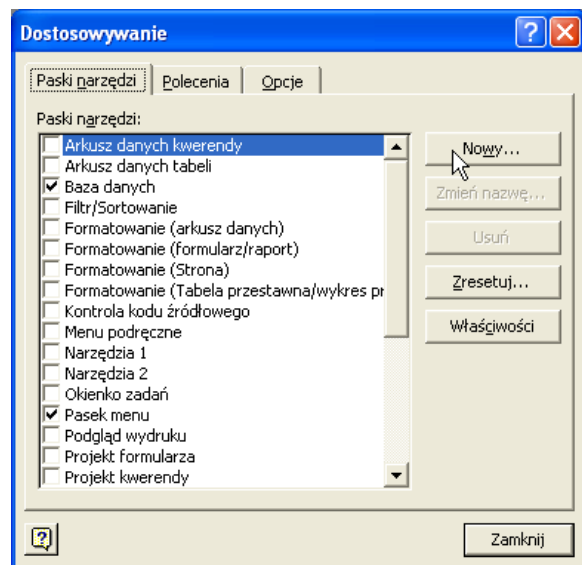 Dostosowywanie
Paski narzędzi
Polecenia
Opcje
Paski narzędzi:
Arkusz danych kwerendy
Arkusz danych tabeli
Baza danych
Filtr/Sortowanie
Formatowanie (arkusz danych)
Formatowanie (formularz/raport)
Formatowanie (Strona)
Formatowanie (Tabela przestawna/wykres pr
Kontrola kodu źródłowego
Menu podręczne
Narzędzia 1
Narzędzia 2
Okienko zadań
Pasek menu
Podgląd wydruku
Projekt formularza
Projekt kwerendy
Nowy...
Zmień nazwę...
Usuń
Zresetuj...
Właściwości
Zamknij